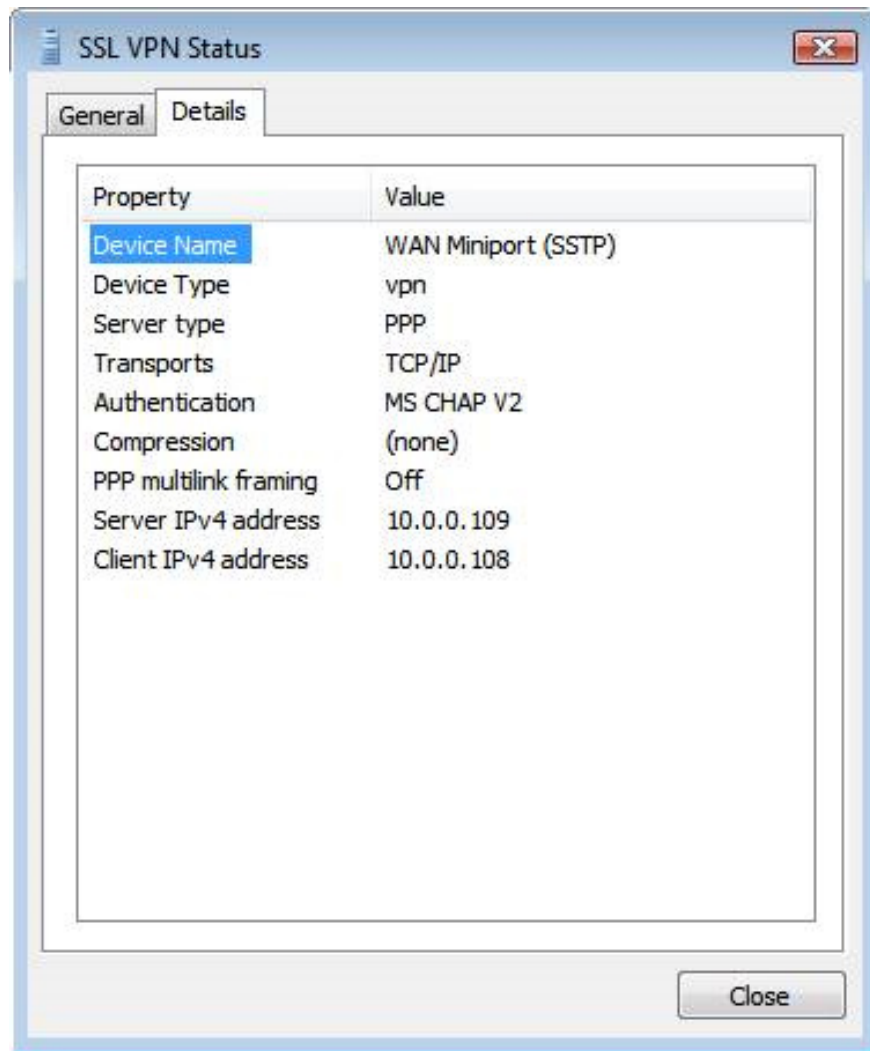 SSL VPN Status
General Details
Property Value
Device Name WAN Miniport (SSTP)
Device Type vpn
Server type PPP
Transports TCP/IP
Authentication MS CHAP V2
Compression (none)
PPP multilink framing Off
Server IPv4 address 10.0.0.109
Client IPv4 address 10.0.0.108
Close